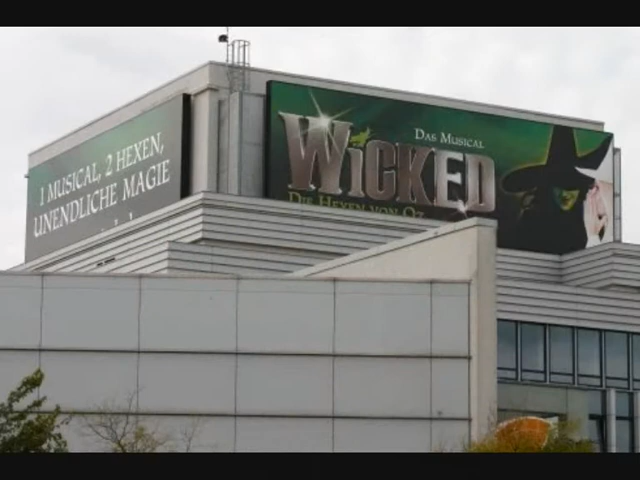 1 MUSICAL, 2 HEXEN,
UNENDLICHE MAGIE
DAS MUSICAL
WICKED
DIE HEXEN VON OZ